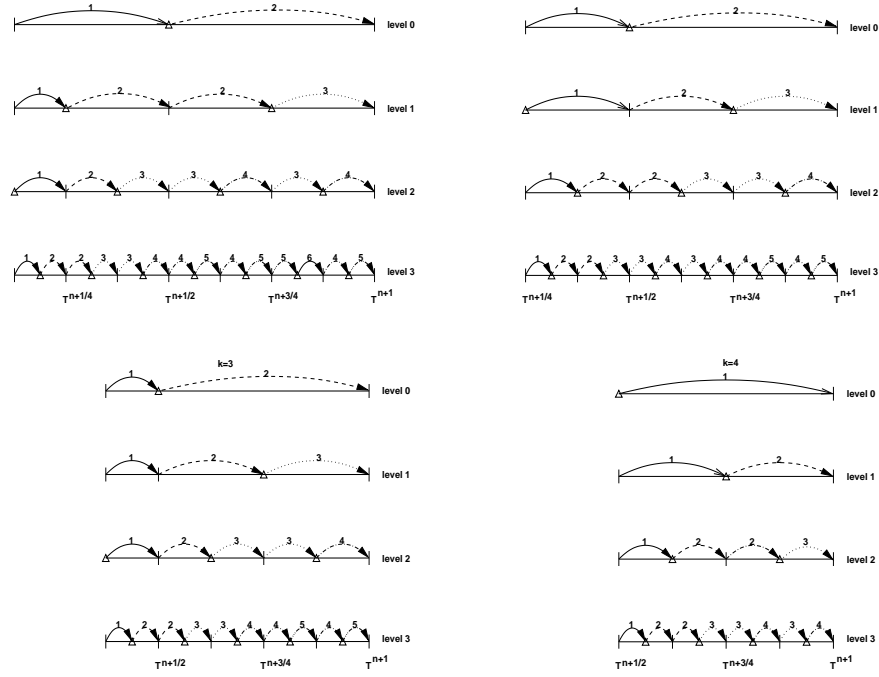 1 2 level 0
1 2 2 3 level 1
1 2 3 3 4 3 4 level 2
1 2 2 3 3 4 4 5 4 5 5 6 4 5 level 3
T^n+1/4 T^n+1/2 T^n+3/4 T^n+1
1 2 level 0
1 2 3 level 1
1 2 2 3 3 4 level 2
1 2 2 3 3 4 3 4 4 5 4 5 level 3
T^n+1/4 T^n+1/2 T^n+3/4 T^n+1
k=3
1 2 level 0
1 2 3 level 1
1 2 3 3 4 level 2
1 2 2 3 3 4 4 5 4 5 level 3
T^n+1/2 T^n+3/4 T^n+1
k=4
1 level 0
1 2 level 1
1 2 2 3 level 2
1 2 2 3 3 4 3 4 level 3
T^n+1/2 T^n+3/4 T^n+1